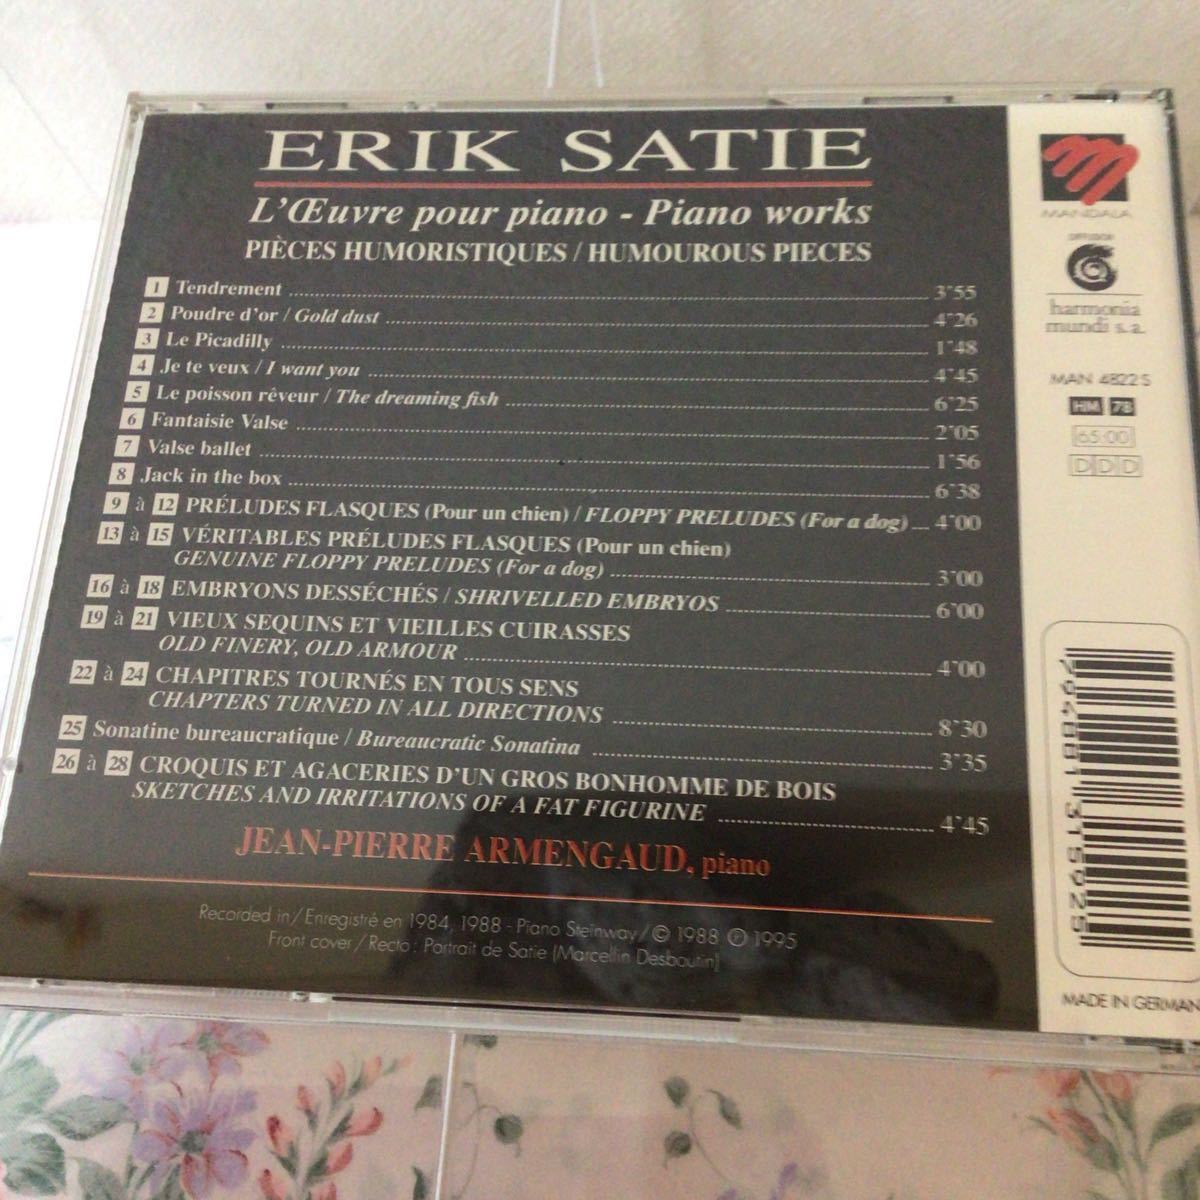 ERIK SATIE
L'Œuvre pour piano - Piano works
PIÈCES HUMORISTIQUES / HUMOUROUS PIECES
1 Tendrement 3'55
2 Poudre d'or / Gold dust 4'26
3 Le Picadilly 1'48
4 Je te veux / I want you 4'45
5 Le poisson rêveur / The dreaming fish 6'25
6 Fantaisie Valse 2'05
7 Valse ballet 1'56
8 Jack in the box 6'38
9 à 12 PRÉLUDES FLASQUES (Pour un chien) / FLOPPY PRELUDES (For a dog) 4'00
13 à 15 VÉRITABLES PRÉLUDES FLASQUES (Pour un chien)
GENUINE FLOPPY PRELUDES (For a dog) 3'00
16 à 18 EMBRYONS DESSÉCHÉS / SHRIVELLED EMBRYOS 6'00
19 à 21 VIEUX SEQUINS ET VIEILLES CUIRASSES
OLD FINERY, OLD ARMOUR 4'00
22 à 24 CHAPITRES TOURNÉS EN TOUS SENS
CHAPTERS TURNED IN ALL DIRECTIONS 8'30
25 Sonatine bureaucratique / Bureaucratic Sonatina 3'35
26 à 28 CROQUIS ET AGACERIES D'UN GROS BONHOMME DE BOIS
SKETCHES AND IRRITATIONS OF A FAT FIGURINE 4'45
JEAN-PIERRE ARMENGAUD, piano
Recorded in / Enregistré en 1984, 1988 - Piano Steinway / © 1988 ℗ 1995
Front cover / Recto : Portrait de Satie (Marcellin Desboutin)
MANDALA
DIFFUSION
harmonia
mundi s.a.
MAN 4822 S
HM 78
65:00
DDD
7 94881 31592 5
MADE IN GERMAN